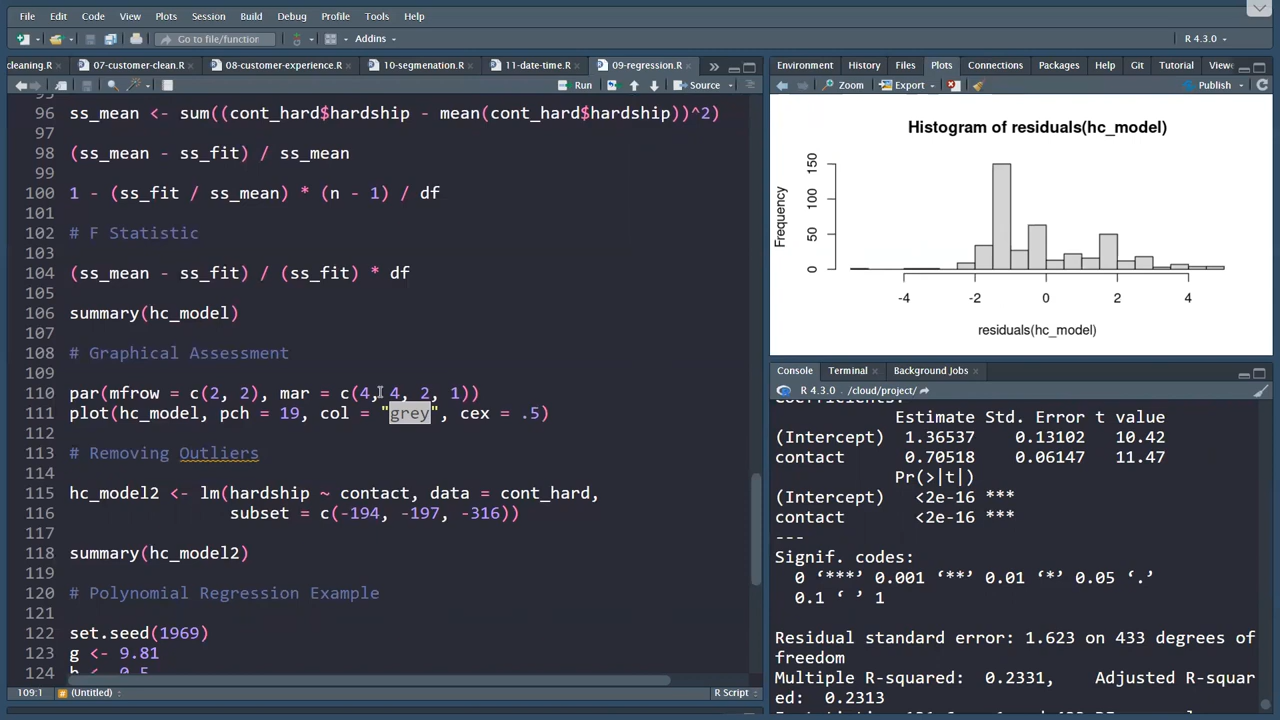 File Edit Code View Plots Session Build Debug Profile Tools Help
Go to file/function Addins R 4.3.0
cleaning.R 07-customer-clean.R 08-customer-experience.R 10-segmenation.R 11-date-time.R 09-regression.R
Run Source
96 ss_mean <- sum((cont_hard$hardship - mean(cont_hard$hardship))^2)
97
98 (ss_mean - ss_fit) / ss_mean
99
100 1 - (ss_fit / ss_mean) * (n - 1) / df
101
102 # F Statistic
103
104 (ss_mean - ss_fit) / (ss_fit) * df
105
106 summary(hc_model)
107
108 # Graphical Assessment
109
110 par(mfrow = c(2, 2), mar = c(4, 4, 2, 1))
111 plot(hc_model, pch = 19, col = "grey", cex = .5)
112
113 # Removing Outliers
114
115 hc_model2 <- lm(hardship ~ contact, data = cont_hard,
116 subset = c(-194, -197, -316))
117
118 summary(hc_model2)
119
120 # Polynomial Regression Example
121
122 set.seed(1969)
123 g <- 9.81
124
109:1 (Untitled) R Script
Environment History Files Plots Connections Packages Help Git Tutorial View
Zoom Export Publish
Histogram of residuals(hc_model)
Frequency
150
100
50
0
-4 -2 0 2 4
residuals(hc_model)
Console Terminal Background Jobs
R 4.3.0 · /cloud/project/
Coefficients:
Estimate Std. Error t value
(Intercept) 1.36537 0.13102 10.42
contact 0.70518 0.06147 11.47
Pr(>|t|)
(Intercept) <2e-16 ***
contact <2e-16 ***
---
Signif. codes:
0 ‘***’ 0.001 ‘**’ 0.01 ‘*’ 0.05 ‘.’
0.1 ‘ ’ 1
Residual standard error: 1.623 on 433 degrees of
freedom
Multiple R-squared: 0.2331, Adjusted R-squar
ed: 0.2313